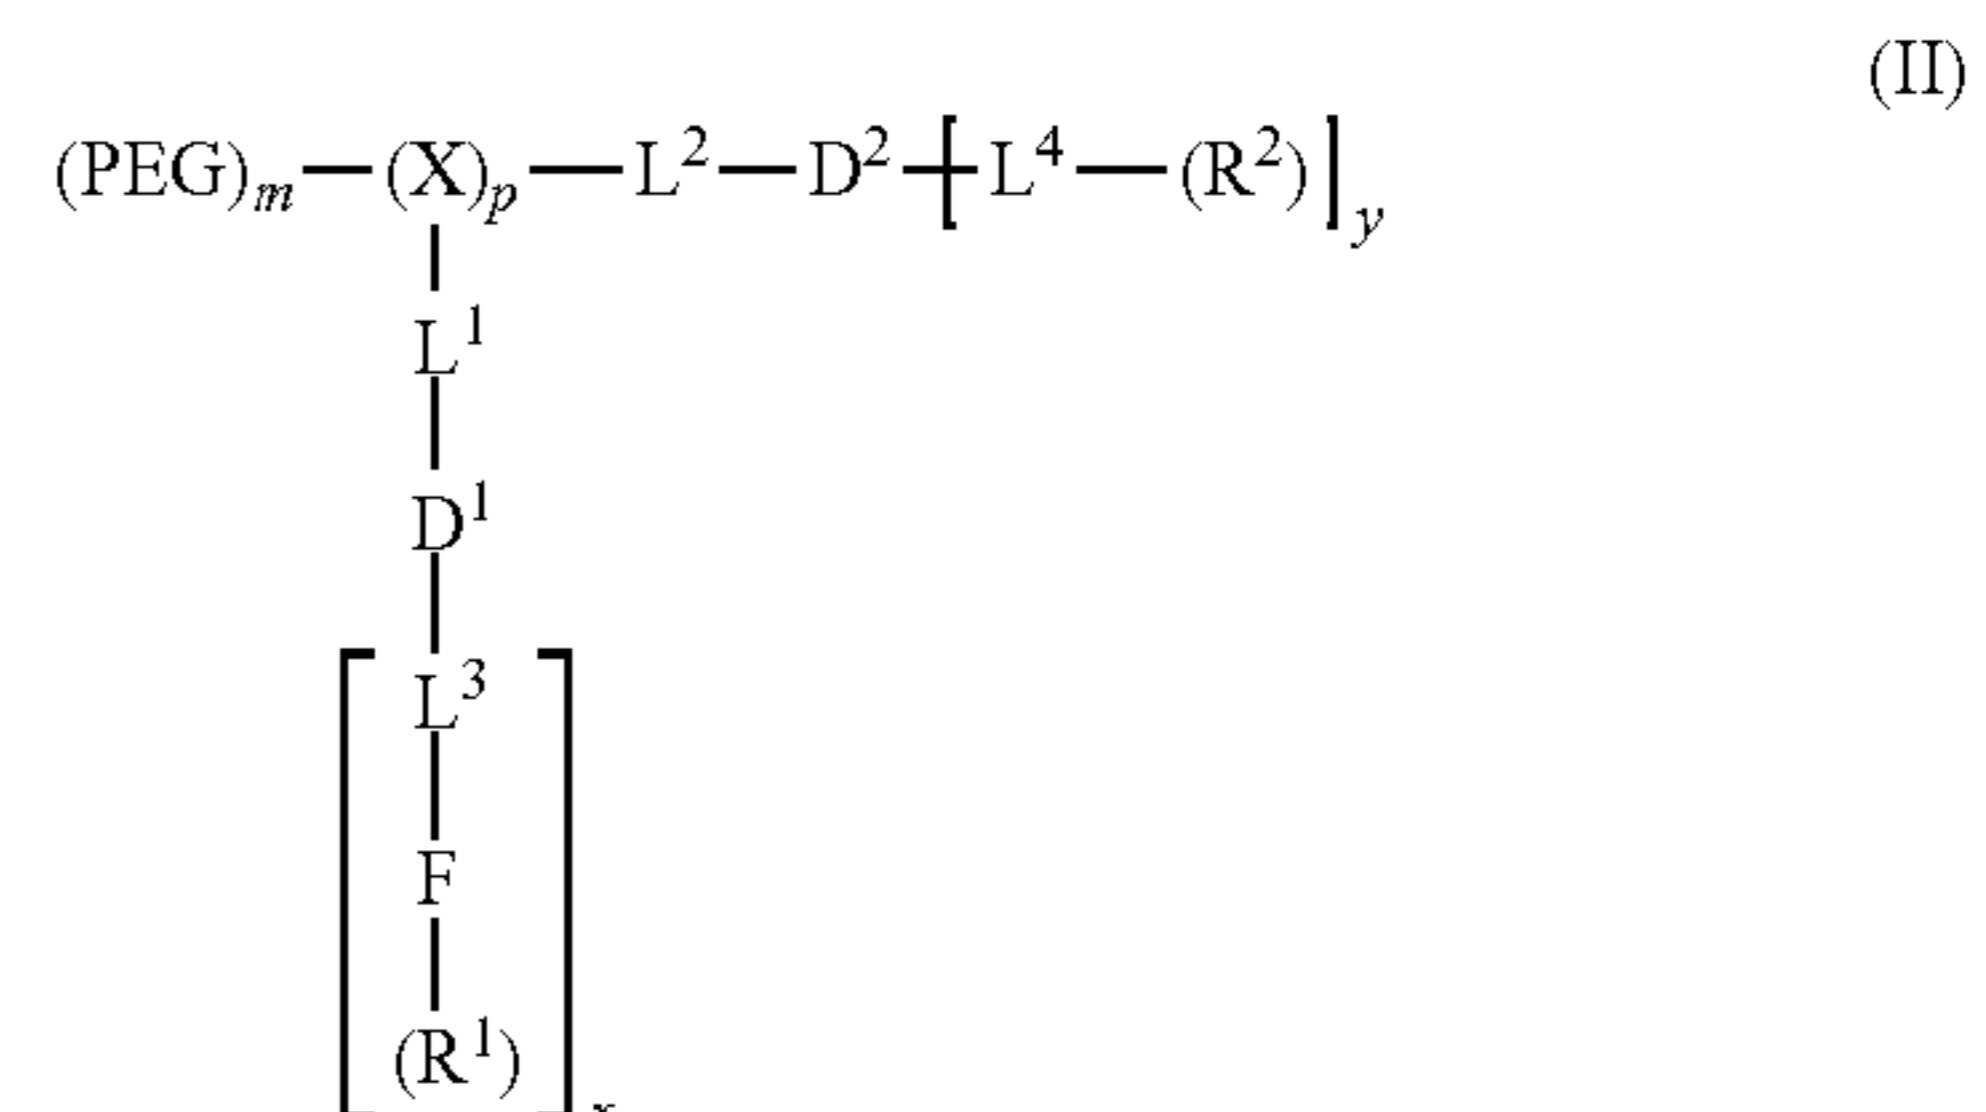 (II)
(PEG)m—(X)p—L²—D²—[L⁴—(R²)]y
L¹
D¹
L³
F
(R¹)
x